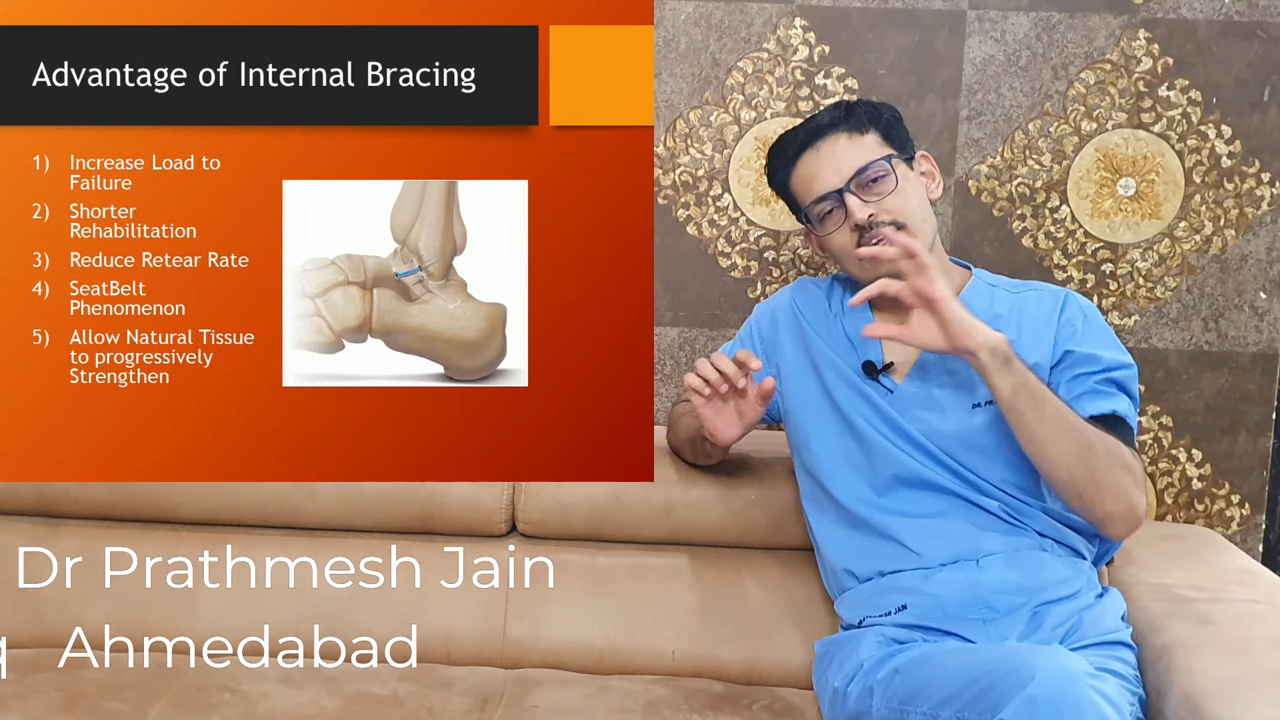 Advantage of Internal Bracing
1) Increase Load to
Failure
2) Shorter
Rehabilitation
3) Reduce Retear Rate
4) SeatBelt
Phenomenon
5) Allow Natural Tissue
to progressively
Strengthen
Dr Prathmesh Jain
Ahmedabad